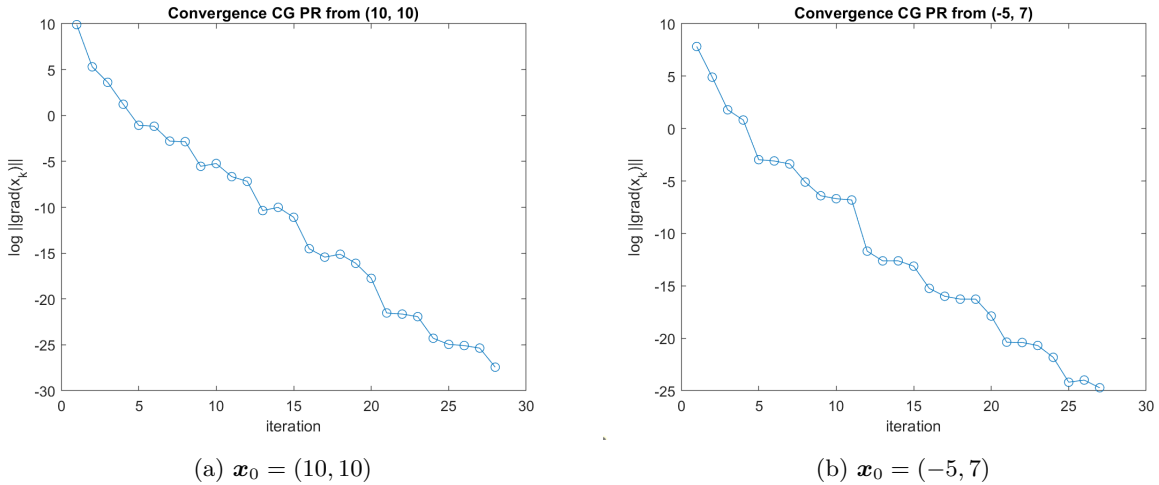 Convergence CG PR from (10, 10)
10
5
0
-5
-10
-15
-20
-25
-30
0 5 10 15 20 25 30
log ||grad(x_k)||
iteration
(a) x₀ = (10, 10)
Convergence CG PR from (-5, 7)
10
5
0
-5
-10
-15
-20
-25
0 5 10 15 20 25 30
log ||grad(x_k)||
iteration
(b) x₀ = (−5, 7)